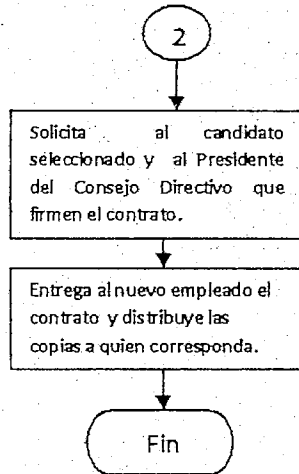 2
Solicita al candidato
seleccionado y al Presidente
del Consejo Directivo que
firmen el contrato.
Entrega al nuevo empleado el
contrato y distribuye las
copias a quien corresponda.
Fin